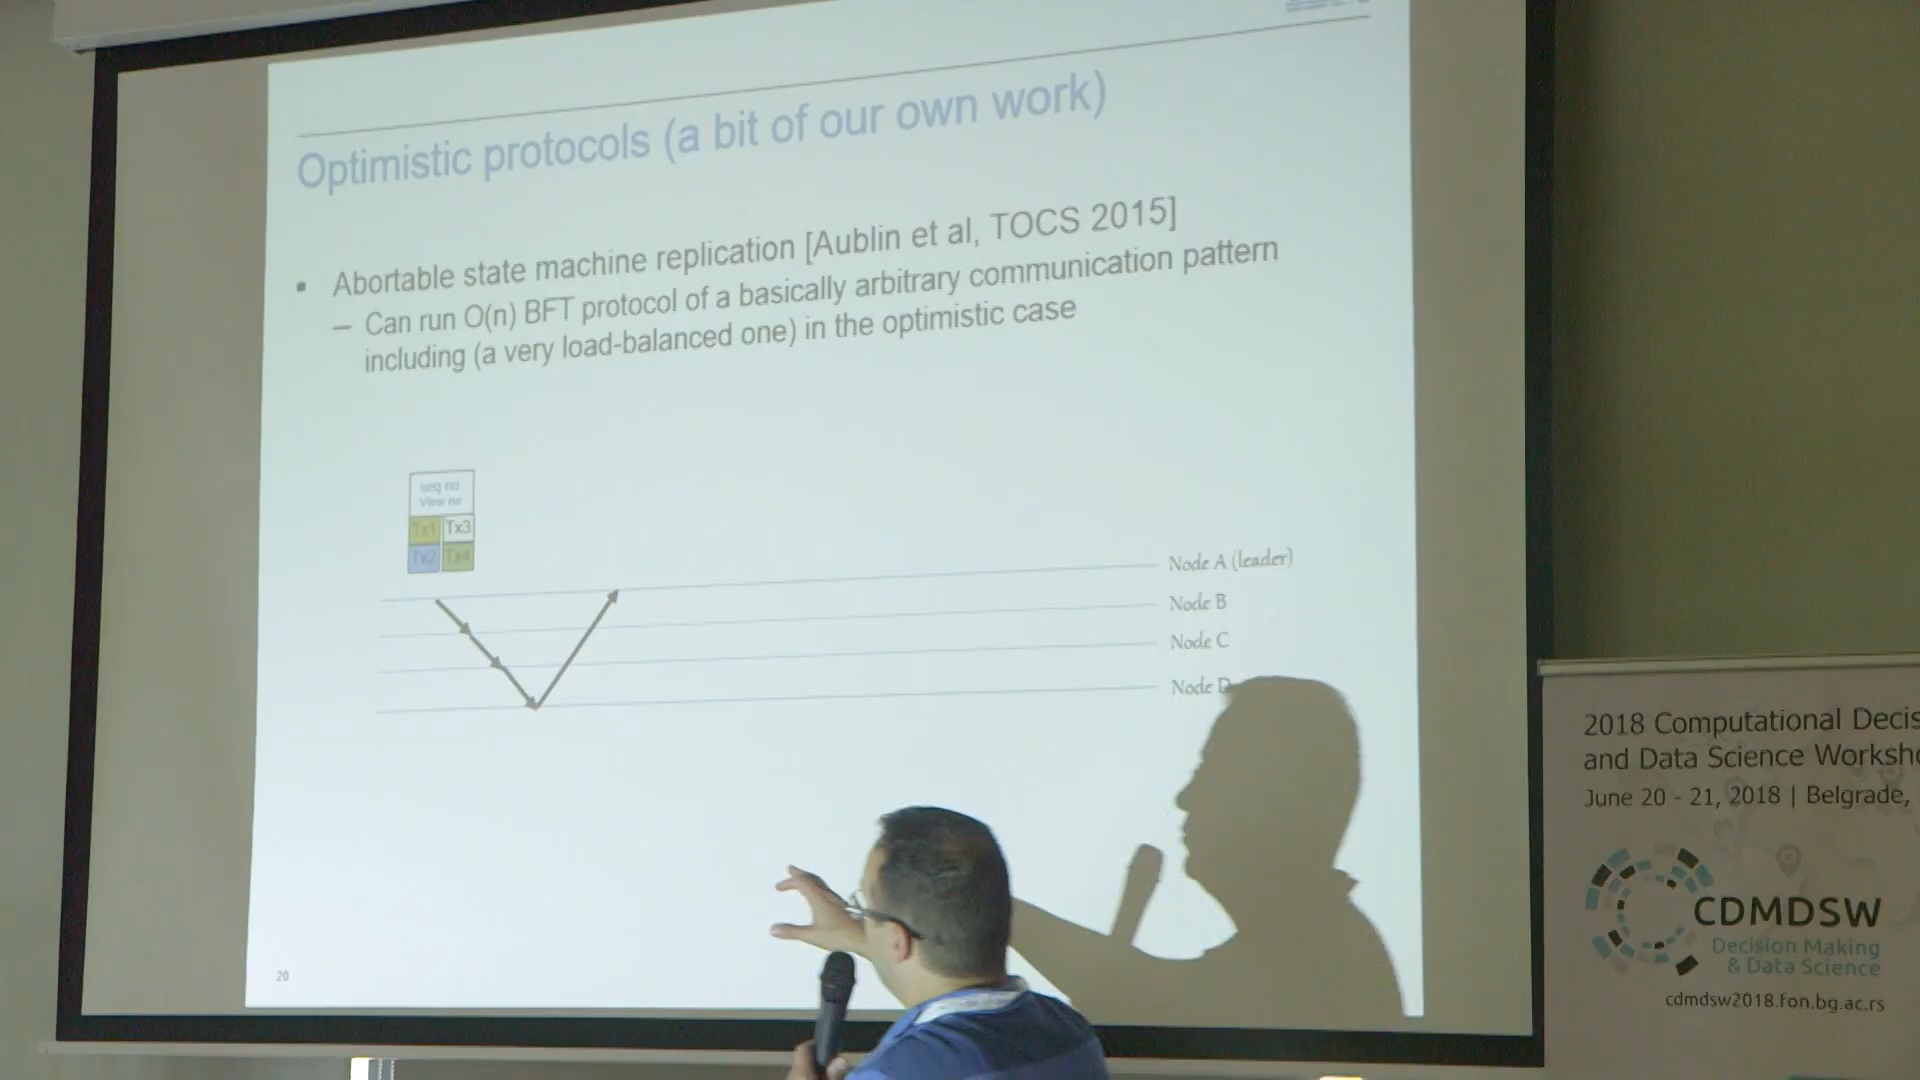 Optimistic protocols (a bit of our own work)
▪ Abortable state machine replication [Aublin et al, TOCS 2015]
– Can run O(n) BFT protocol of a basically arbitrary communication pattern
including (a very load-balanced one) in the optimistic case
seq no
View no
Tx1 Tx3
Tx2 Tx4
Node A (leader)
Node B
Node C
Node D
20
2018 Computational Decis
and Data Science Worksho
June 20 - 21, 2018 | Belgrade,
CDMDSW
Decision Making
& Data Science
cdmdsw2018.fon.bg.ac.rs